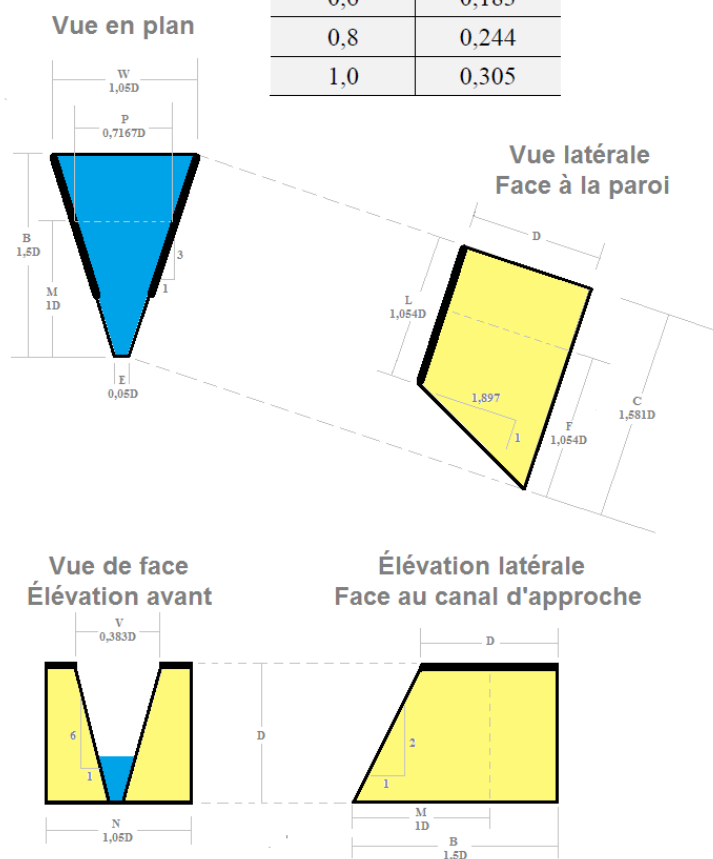 0,185
0,8 0,244
1,0 0,305
Vue en plan
W
1,05D
P
0,7167D
B
1,5D
M
1D
3
1
E
0,05D
Vue latérale
Face à la paroi
D
L
1,054D
1,897
1
F
1,054D
C
1,581D
Vue de face
Élévation avant
V
0,383D
6
1
D
N
1,05D
Élévation latérale
Face au canal d'approche
D
2
1
M
1D
B
1.5D